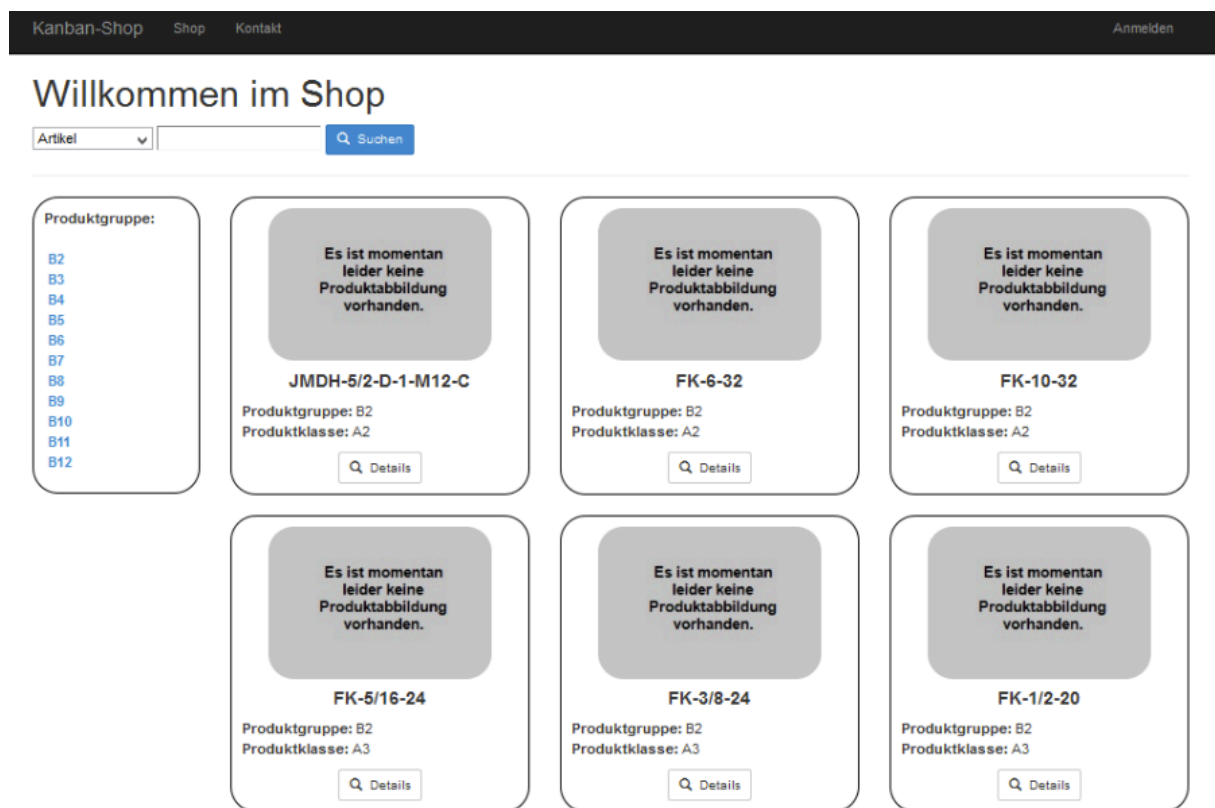 Kanban-Shop Shop Kontakt Anmelden
Willkommen im Shop
Artikel Suchen
Produktgruppe:
B2
B3
B4
B5
B6
B7
B8
B9
B10
B11
B12
Es ist momentan
leider keine
Produktabbildung
vorhanden.
JMDH-5/2-D-1-M12-C
Produktgruppe: B2
Produktklasse: A2
Details
Es ist momentan
leider keine
Produktabbildung
vorhanden.
FK-6-32
Produktgruppe: B2
Produktklasse: A2
Details
Es ist momentan
leider keine
Produktabbildung
vorhanden.
FK-10-32
Produktgruppe: B2
Produktklasse: A2
Details
Es ist momentan
leider keine
Produktabbildung
vorhanden.
FK-5/16-24
Produktgruppe: B2
Produktklasse: A3
Details
Es ist momentan
leider keine
Produktabbildung
vorhanden.
FK-3/8-24
Produktgruppe: B2
Produktklasse: A3
Details
Es ist momentan
leider keine
Produktabbildung
vorhanden.
FK-1/2-20
Produktgruppe: B2
Produktklasse: A3
Details